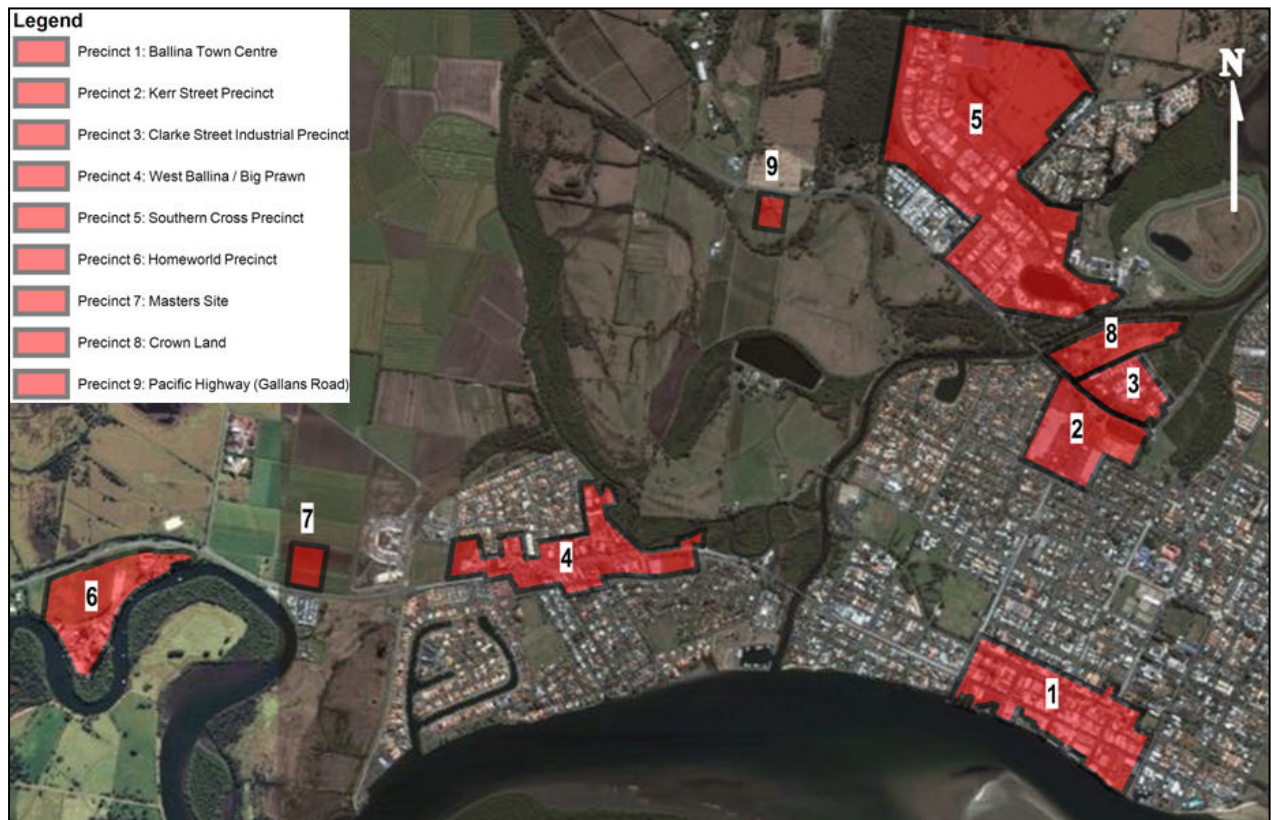 Legend
Precinct 1: Ballina Town Centre
Precinct 2: Kerr Street Precinct
Precinct 3: Clarke Street Industrial Precinct
Precinct 4: West Ballina / Big Prawn
Precinct 5: Southern Cross Precinct
Precinct 6: Homeworld Precinct
Precinct 7: Masters Site
Precinct 8: Crown Land
Precinct 9: Pacific Highway (Gallans Road)
N
5
9
8
3
2
7
4
6
1